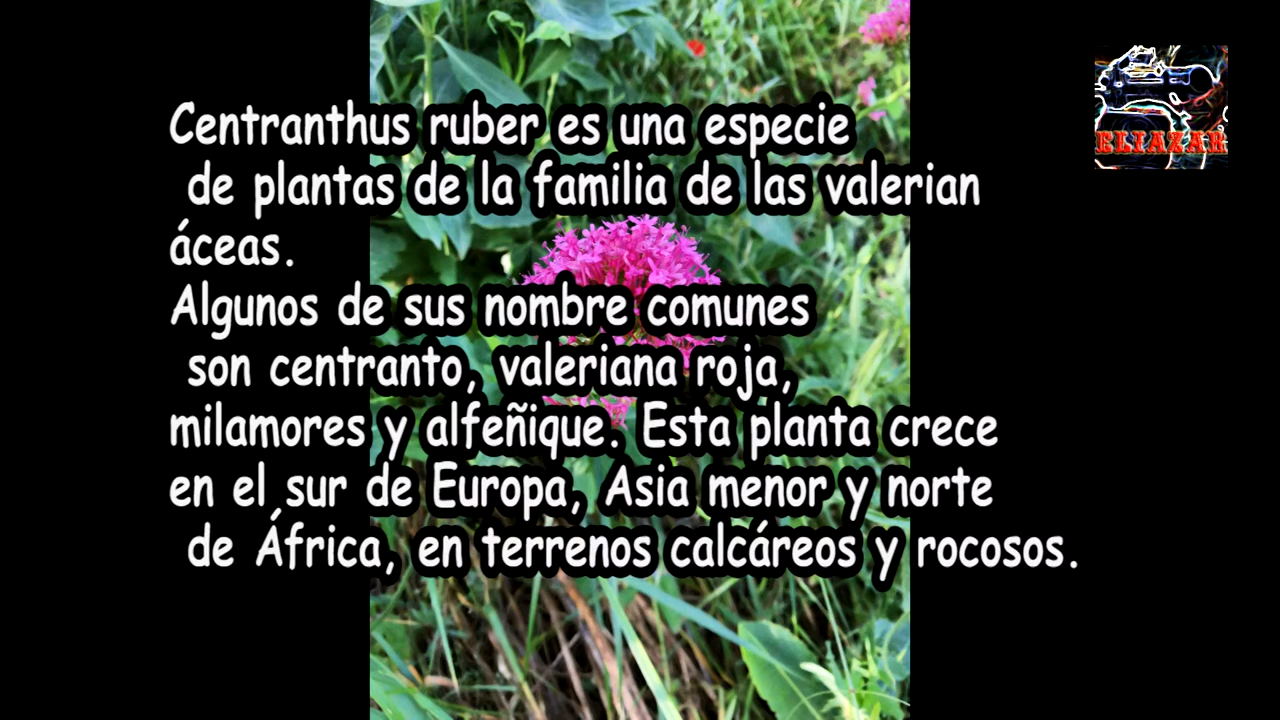 Centranthus ruber es una especie
de plantas de la familia de las valerian
áceas.
Algunos de sus nombre comunes
son centranto, valeriana roja,
milamores y alfeñique. Esta planta crece
en el sur de Europa, Asia menor y norte
de África, en terrenos calcáreos y rocosos.
ELIAZAR